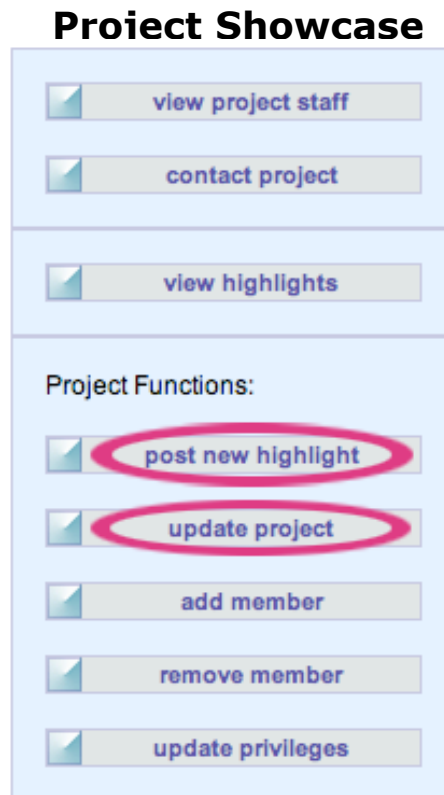 Project Showcase
view project staff
contact project
view highlights
Project Functions:
post new highlight
update project
add member
remove member
update privileges